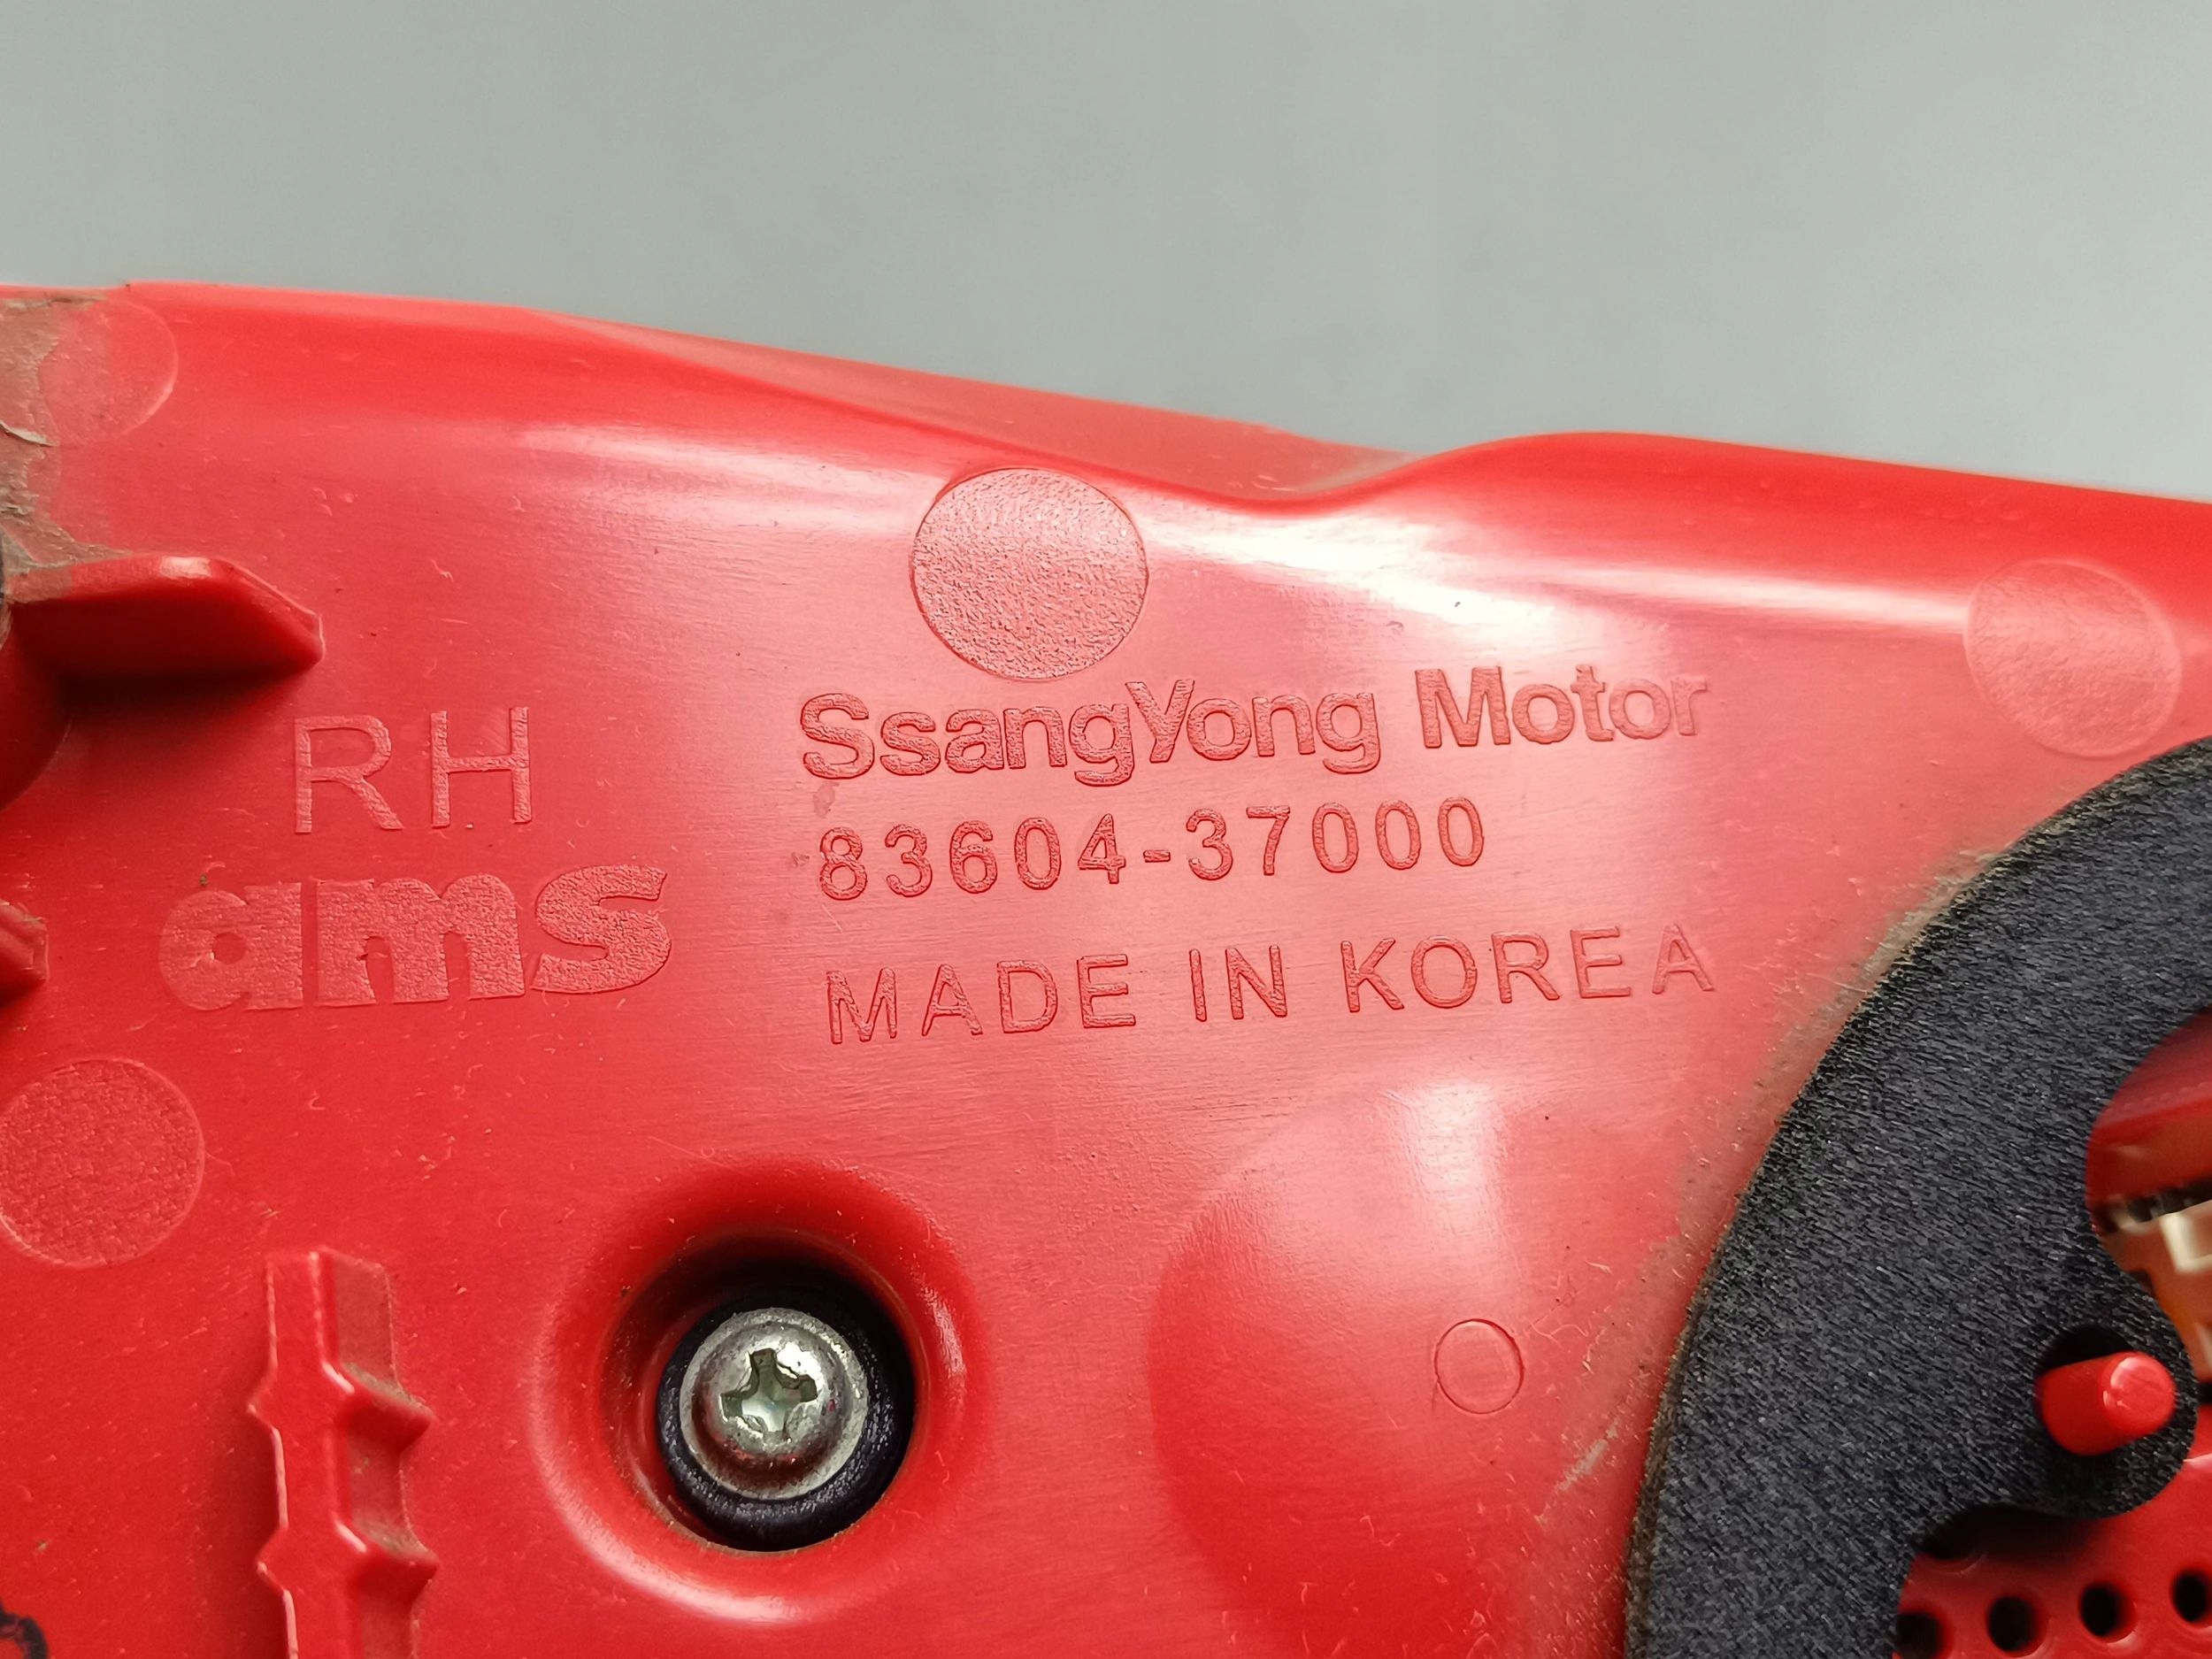 RH
ams
SsangYong Motor
83604-37000
MADE IN KOREA